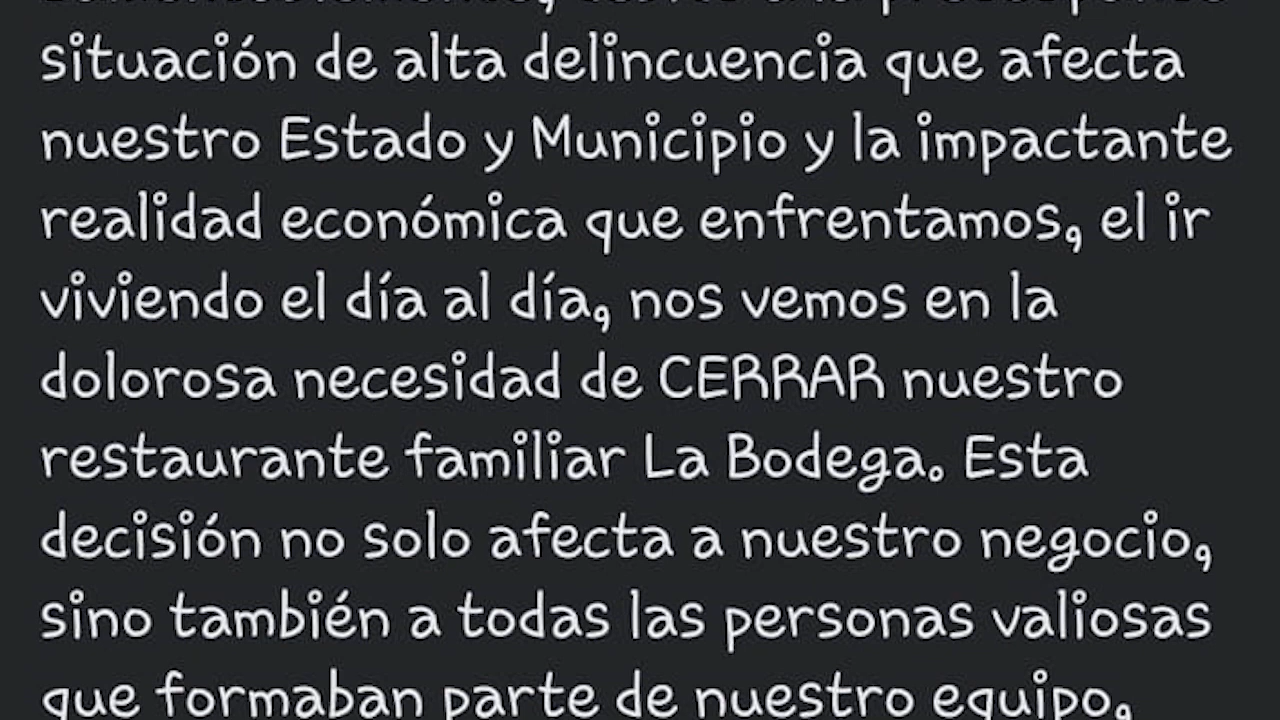 situación de alta delincuencia que afecta
nuestro Estado y Municipio y la impactante
realidad económica que enfrentamos, el ir
viviendo el día al día, nos vemos en la
dolorosa necesidad de CERRAR nuestro
restaurante familiar La Bodega. Esta
decisión no solo afecta a nuestro negocio,
sino también a todas las personas valiosas
que formaban parte de nuestro equipo,